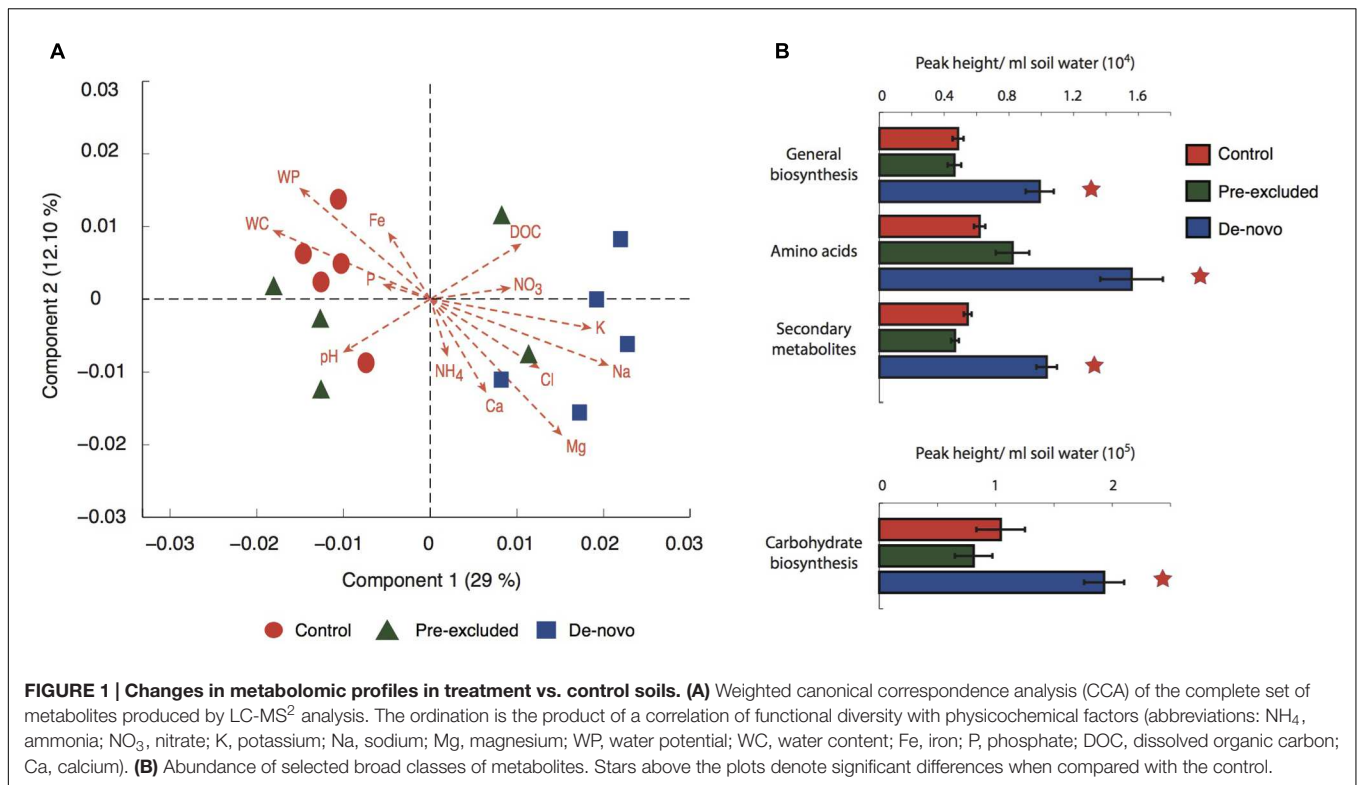 A
0.03
0.02
0.01
0
−0.01
−0.02
−0.03
Component 2 (12.10 %)
WP
WC
Fe
P
pH
DOC
NO3
K
Na
Cl
NH4
Ca
Mg
−0.03
−0.02
−0.01
0
0.01
0.02
0.03
Component 1 (29 %)
Control
Pre-excluded
De-novo
B
Peak height/ ml soil water (10⁴)
0
0.4
0.8
1.2
1.6
General
biosynthesis
Amino acids
Secondary
metabolites
Control
Pre-excluded
De-novo
Peak height/ ml soil water (10⁵)
0
1
2
Carbohydrate
biosynthesis
FIGURE 1 | Changes in metabolomic profiles in treatment vs. control soils. (A) Weighted canonical correspondence analysis (CCA) of the complete set of
metabolites produced by LC-MS² analysis. The ordination is the product of a correlation of functional diversity with physicochemical factors (abbreviations: NH4,
ammonia; NO3, nitrate; K, potassium; Na, sodium; Mg, magnesium; WP, water potential; WC, water content; Fe, iron; P, phosphate; DOC, dissolved organic carbon;
Ca, calcium). (B) Abundance of selected broad classes of metabolites. Stars above the plots denote significant differences when compared with the control.